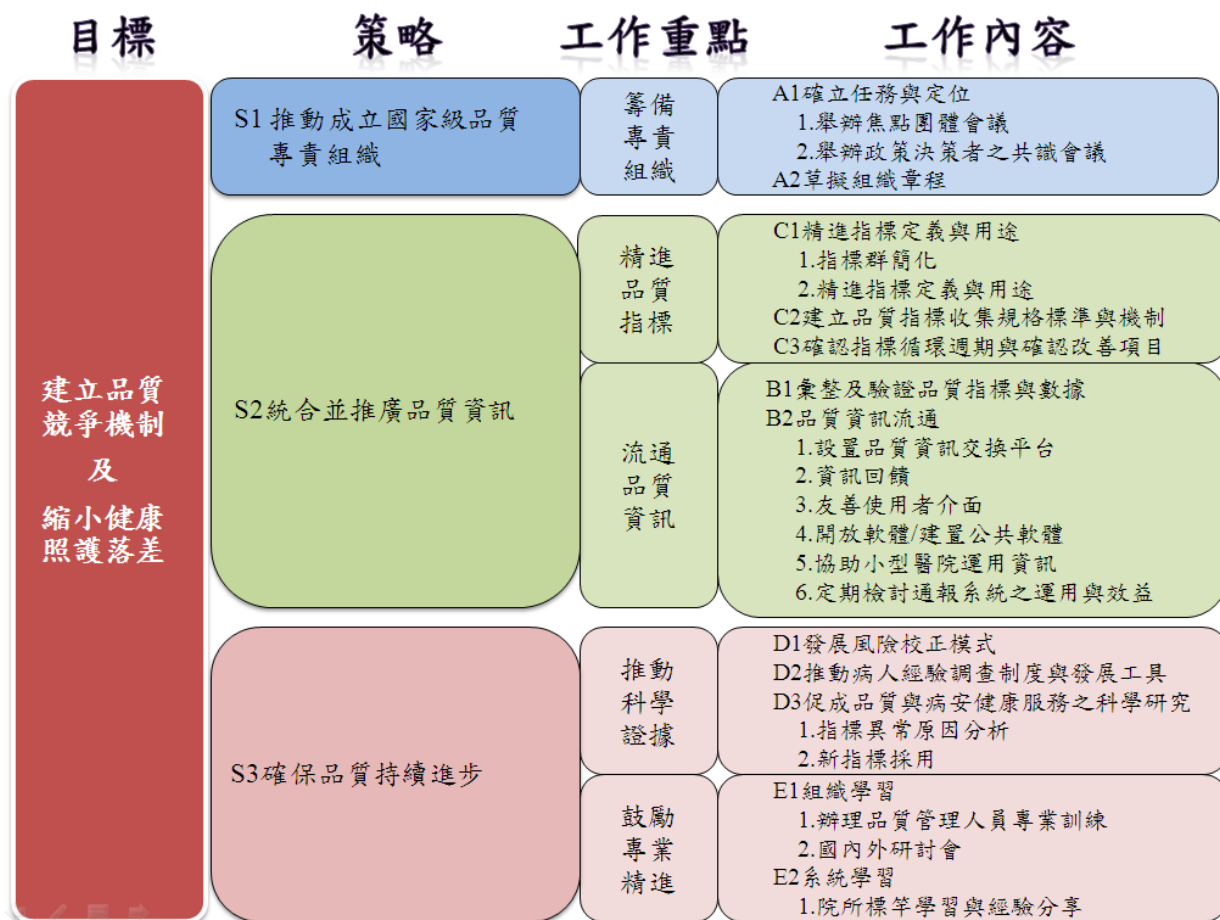 目標
策略
工作重點
工作內容
建立品質
競爭機制
及
縮小健康
照護落差
S1 推動成立國家級品質
專責組織
籌備
專責
組織
A1確立任務與定位
1.舉辦焦點團體會議
2.舉辦政策決策者之共識會議
A2草擬組織章程
S2統合並推廣品質資訊
精進
品質
指標
C1精進指標定義與用途
1.指標群簡化
2.精進指標定義與用途
C2建立品質指標收集規格標準與機制
C3確認指標循環週期與確認改善項目
流通
品質
資訊
B1彙整及驗證品質指標與數據
B2品質資訊流通
1.設置品質資訊交換平台
2.資訊回饋
3.友善使用者介面
4.開放軟體/建置公共軟體
5.協助小型醫院運用資訊
6.定期檢討通報系統之運用與效益
S3確保品質持續進步
推動
科學
證據
D1發展風險校正模式
D2推動病人經驗調查制度與發展工具
D3促成品質與病安健康服務之科學研究
1.指標異常原因分析
2.新指標採用
鼓勵
專業
精進
E1組織學習
1.辦理品質管理人員專業訓練
2.國內外研討會
E2系統學習
1.院所標竿學習與經驗分享